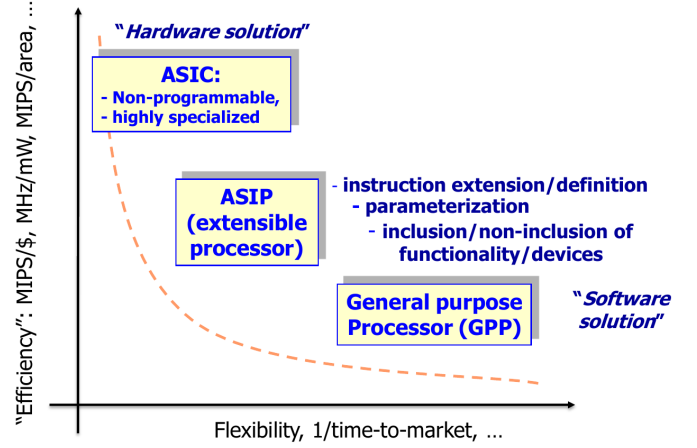 "Hardware solution"
ASIC:
- Non-programmable,
- highly specialized
ASIP
(extensible
processor)
- instruction extension/definition
- parameterization
- inclusion/non-inclusion of
functionality/devices
General purpose
Processor (GPP)
"Software
solution"
"Efficiency": MIPS/$, MHz/mW, MIPS/area, ...
Flexibility, 1/time-to-market, ...